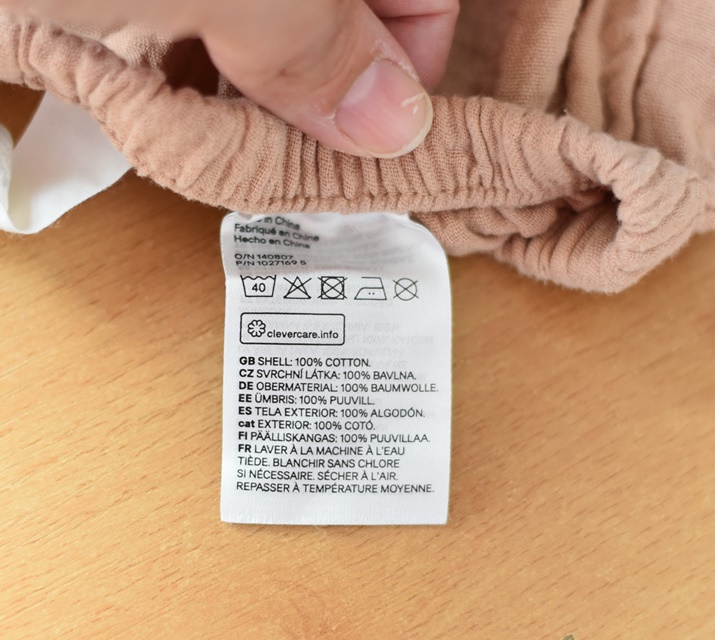 in China
Fabriqué en Chine
Hecho en China
O/N 140807
P/N 1027169 5
40
clevercare.info
GB SHELL: 100% COTTON.
CZ SVRCHNÍ LÁTKA: 100% BAVLNA.
DE OBERMATERIAL: 100% BAUMWOLLE.
EE ÜMBRIS: 100% PUUVILL.
ES TELA EXTERIOR: 100% ALGODÓN.
cat EXTERIOR: 100% COTÓ.
FI PÄÄLLISKANGAS: 100% PUUVILLAA.
FR LAVER À LA MACHINE À L'EAU
TIÈDE. BLANCHIR SANS CHLORE
SI NÉCESSAIRE. SÉCHER À L'AIR.
REPASSER À TEMPÉRATURE MOYENNE.